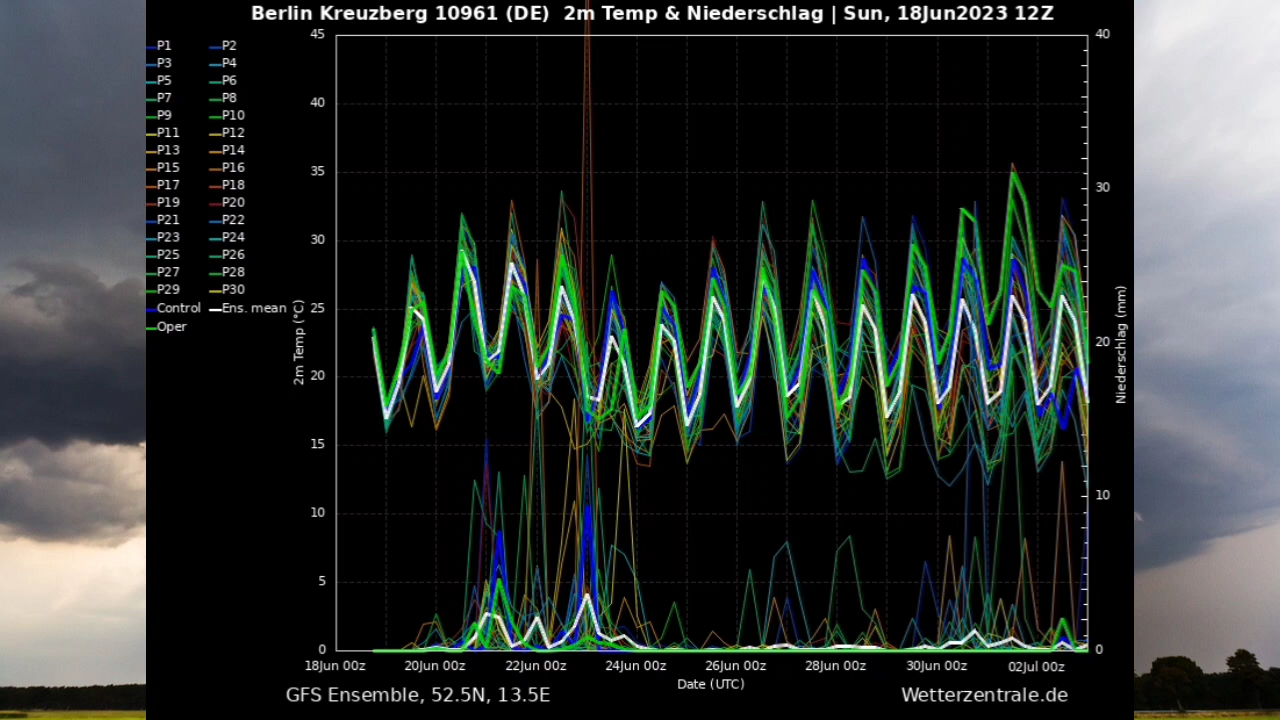 Berlin Kreuzberg 10961 (DE)  2m Temp & Niederschlag | Sun, 18Jun2023 12Z
P1 P2
P3 P4
P5 P6
P7 P8
P9 P10
P11 P12
P13 P14
P15 P16
P17 P18
P19 P20
P21 P22
P23 P24
P25 P26
P27 P28
P29 P30
Control Ens. mean
Oper
45
40
35
30
25
20
15
10
5
0
2m Temp (°C)
40
30
20
10
0
Niederschlag (mm)
18Jun 00z 20Jun 00z 22Jun 00z 24Jun 00z 26Jun 00z 28Jun 00z 30Jun 00z 02Jul 00z
Date (UTC)
GFS Ensemble, 52.5N, 13.5E Wetterzentrale.de